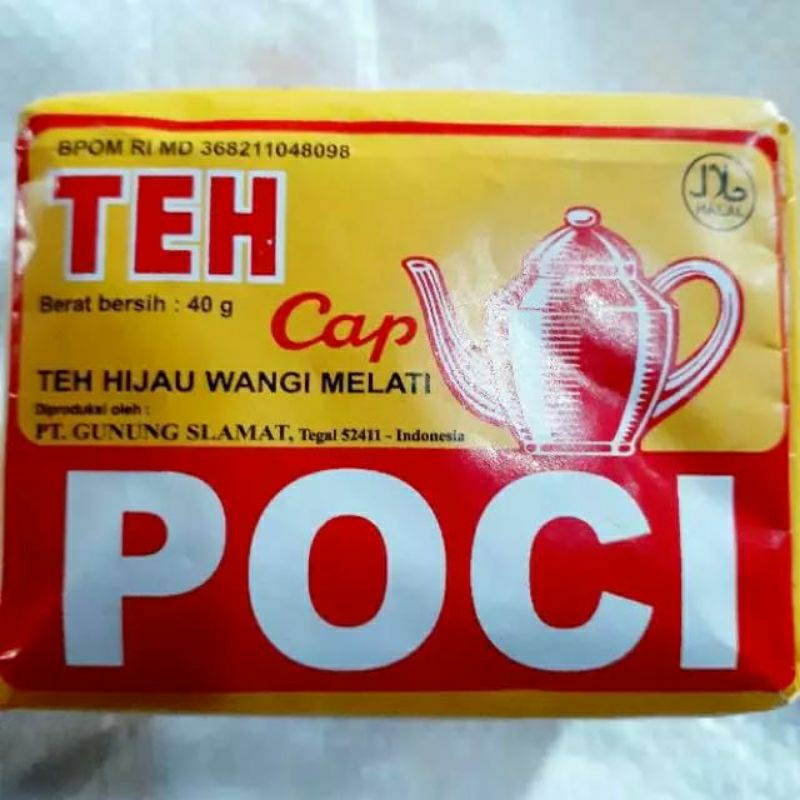 BPOM RI MD 368211048098
TEH
حلال
HALAL
Berat bersih : 40 g
Cap
TEH HIJAU WANGI MELATI
Diproduksi oleh :
PT. GUNUNG SLAMAT, Tegal 52411 - Indonesia
POCI